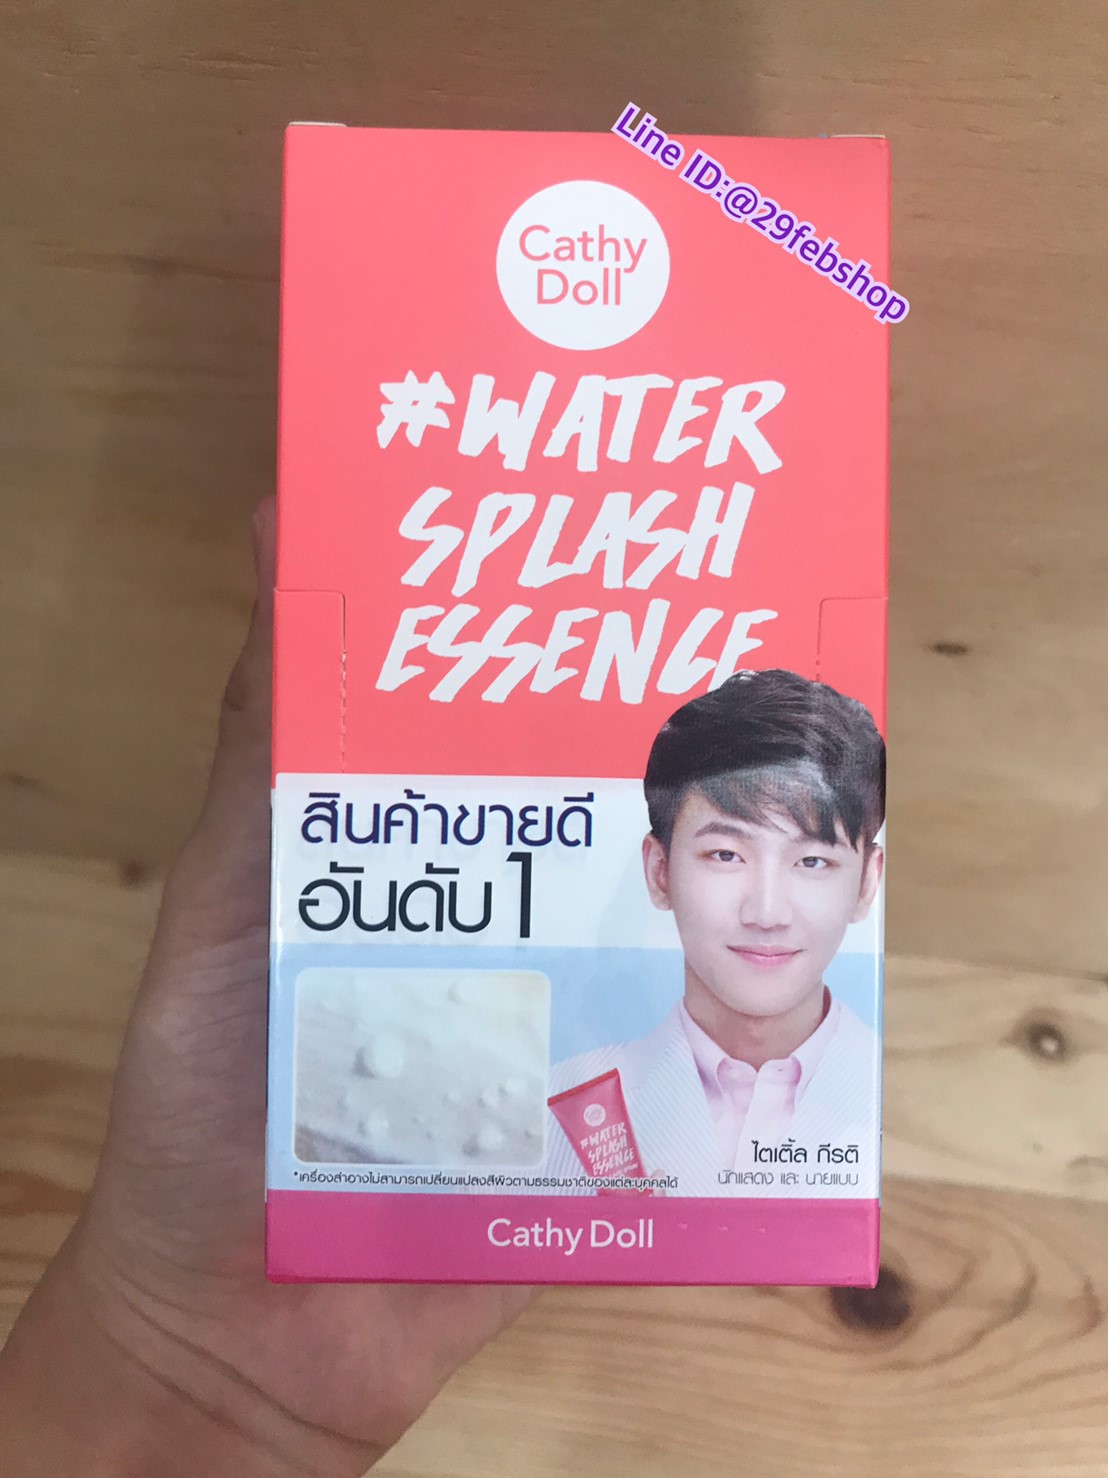 Line ID:@29febshop
Cathy
Doll
#WATER
SPLASH
ESSENCE
สินค้าขายดี
อันดับ 1
Cathy
Doll
#WATER
SPLASH
ESSENCE
ไตเติ้ล กีรติ
นักแสดง และ นายแบบ
*เครื่องสำอางไม่สามารถเปลี่ยนแปลงสีผิวตามธรรมชาติของแต่ละบุคคลได้
Cathy Doll